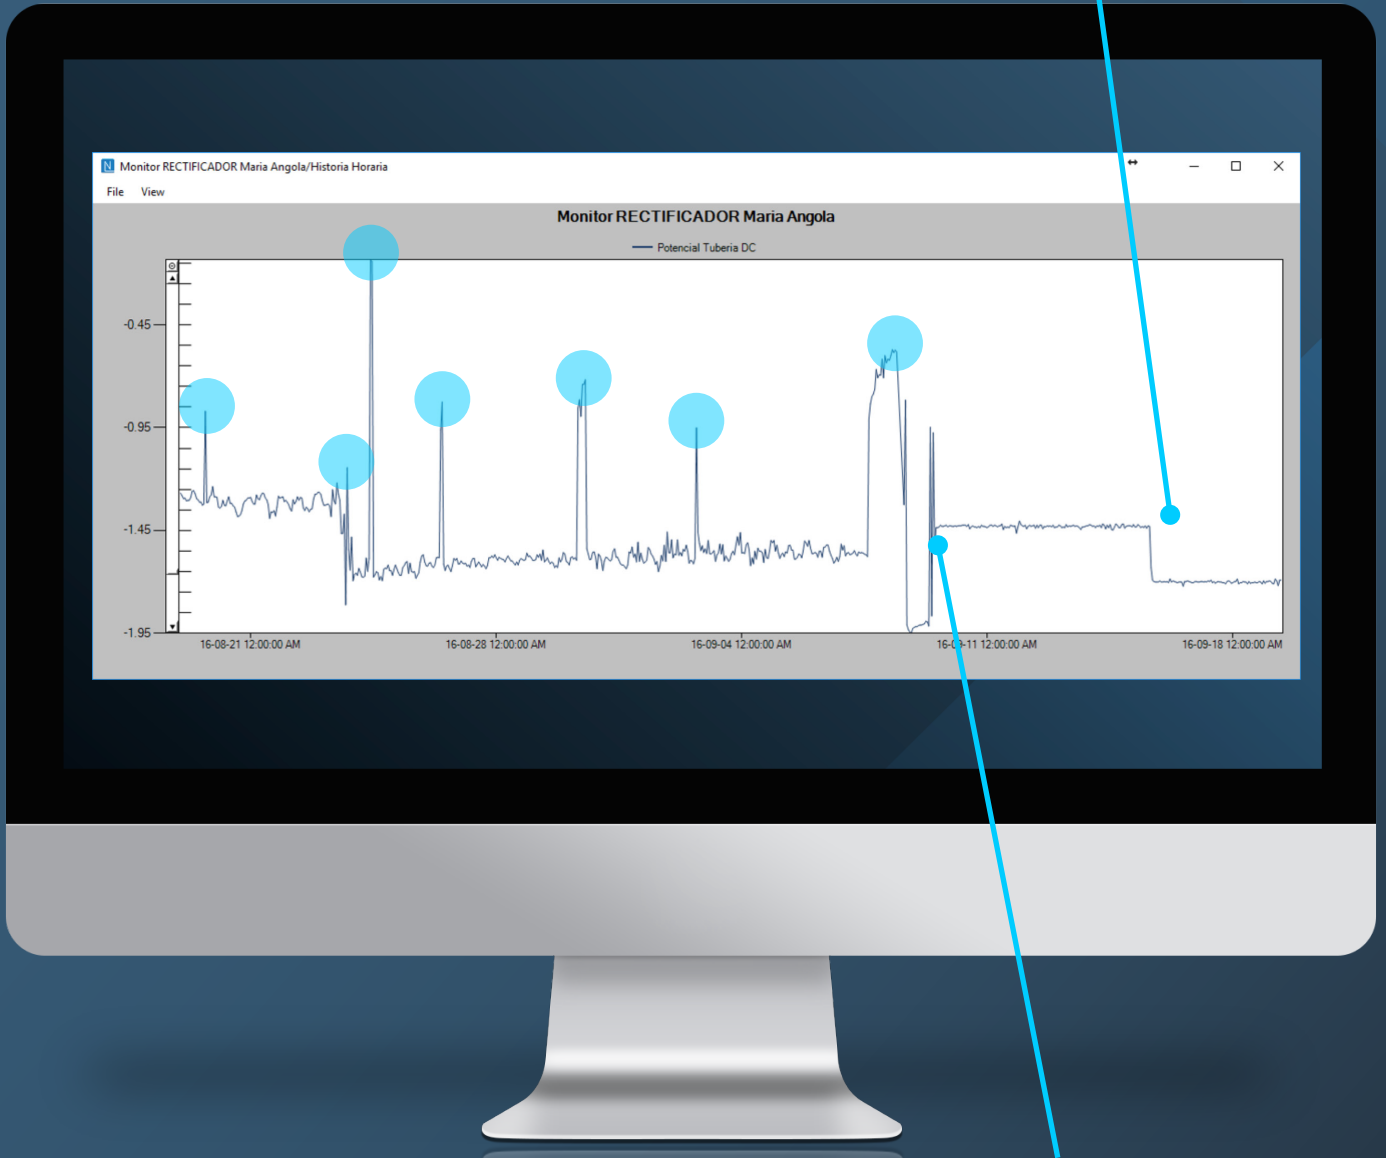 Monitor RECTIFICADOR Maria Angola/Historia Horaria
File View
Monitor RECTIFICADOR Maria Angola
Potencial Tuberia DC
-0.45
-0.95
-1.45
-1.95
16-08-21 12:00:00 AM
16-08-28 12:00:00 AM
16-09-04 12:00:00 AM
16-09-11 12:00:00 AM
16-09-18 12:00:00 AM